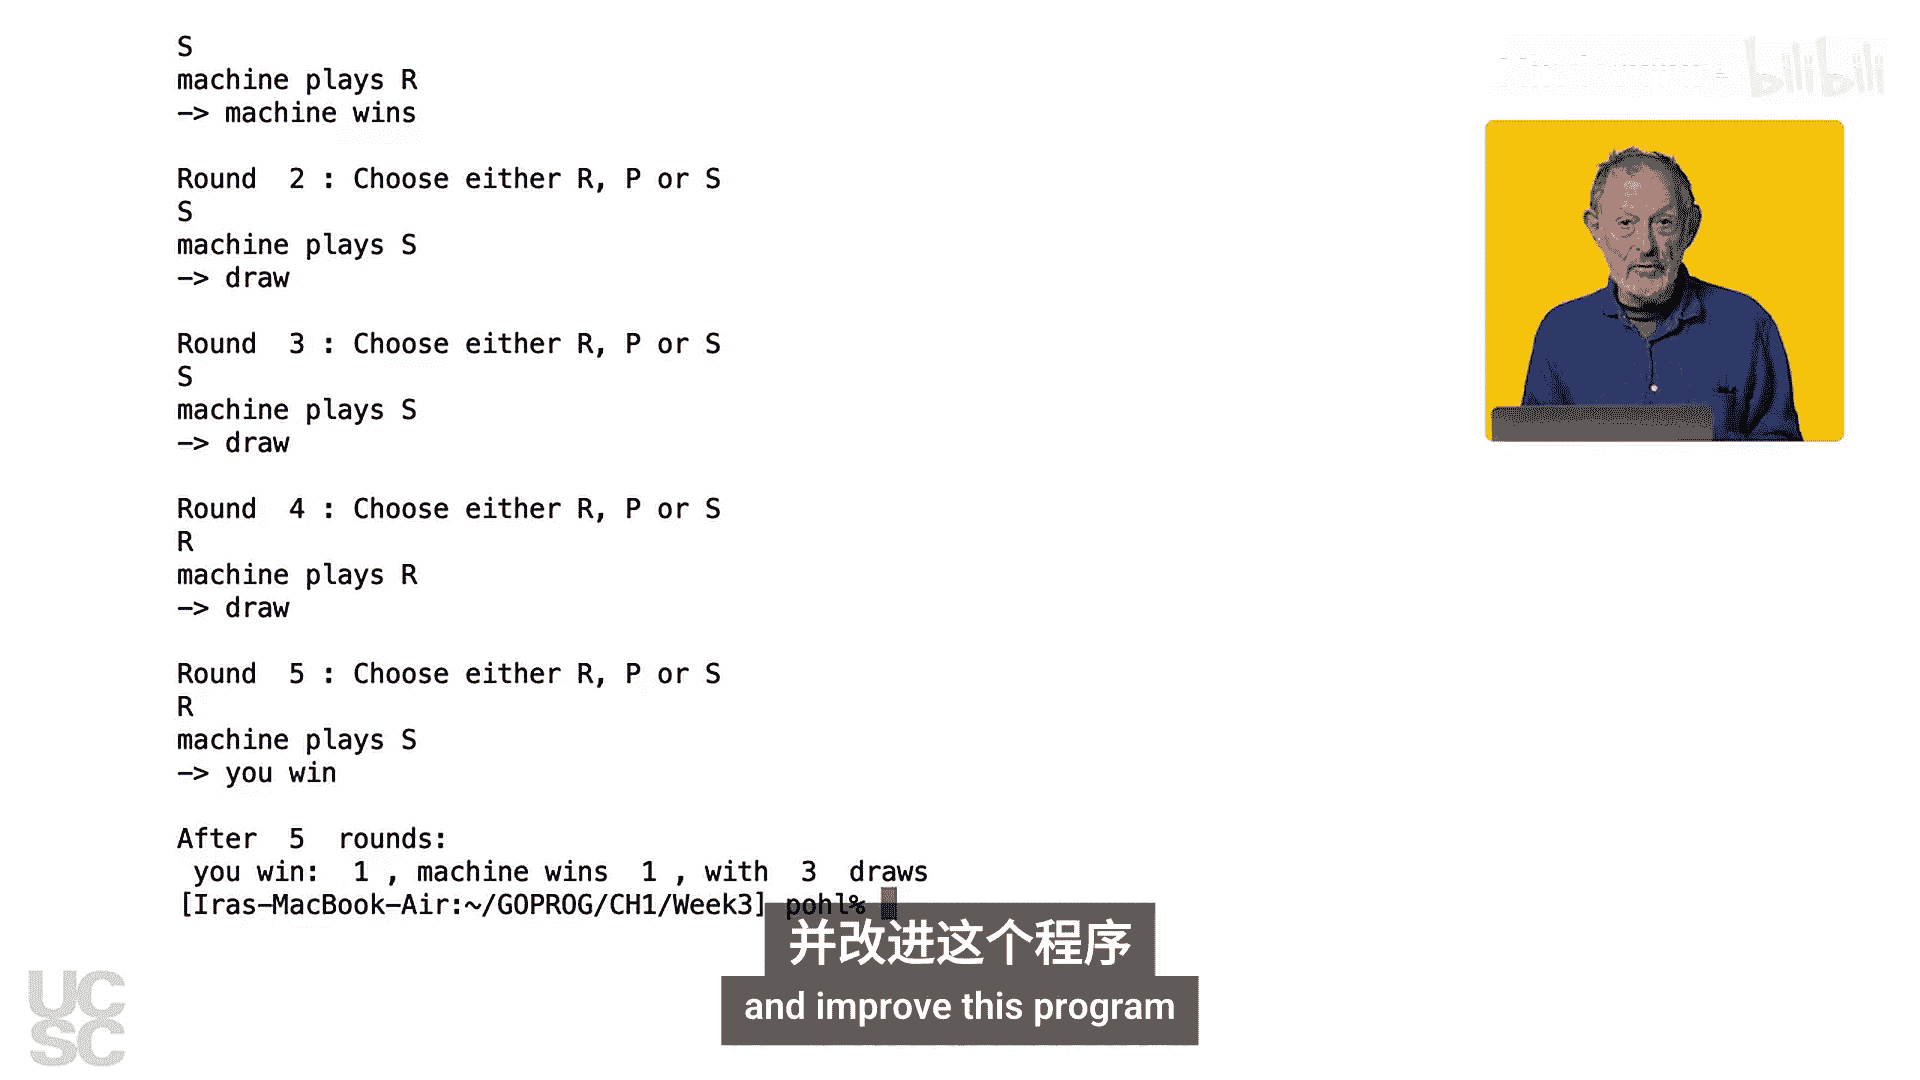 S
machine plays R
-> machine wins
Round  2 : Choose either R, P or S
S
machine plays S
-> draw
Round  3 : Choose either R, P or S
S
machine plays S
-> draw
Round  4 : Choose either R, P or S
R
machine plays R
-> draw
Round  5 : Choose either R, P or S
R
machine plays S
-> you win
After  5  rounds:
 you win:  1 , machine wins  1 , with  3  draws
[Iras-MacBook-Air:~/GOPROG/CH1/Week3] pohl%
并改进这个程序
and improve this program
bilibili
UC
SC